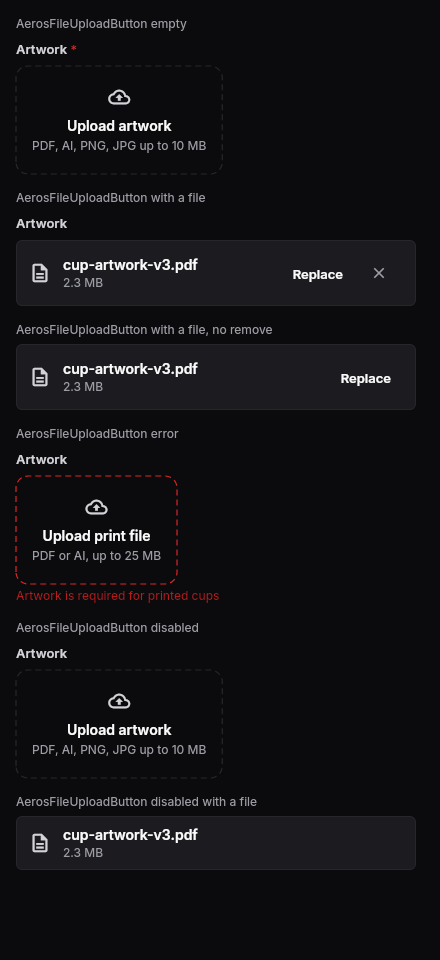 AerosFileUploadButton empty
Artwork *
Upload artwork
PDF, AI, PNG, JPG up to 10 MB
AerosFileUploadButton with a file
Artwork
cup-artwork-v3.pdf
2.3 MB
Replace
AerosFileUploadButton with a file, no remove
cup-artwork-v3.pdf
2.3 MB
Replace
AerosFileUploadButton error
Artwork
Upload print file
PDF or AI, up to 25 MB
Artwork is required for printed cups
AerosFileUploadButton disabled
Artwork
Upload artwork
PDF, AI, PNG, JPG up to 10 MB
AerosFileUploadButton disabled with a file
cup-artwork-v3.pdf
2.3 MB